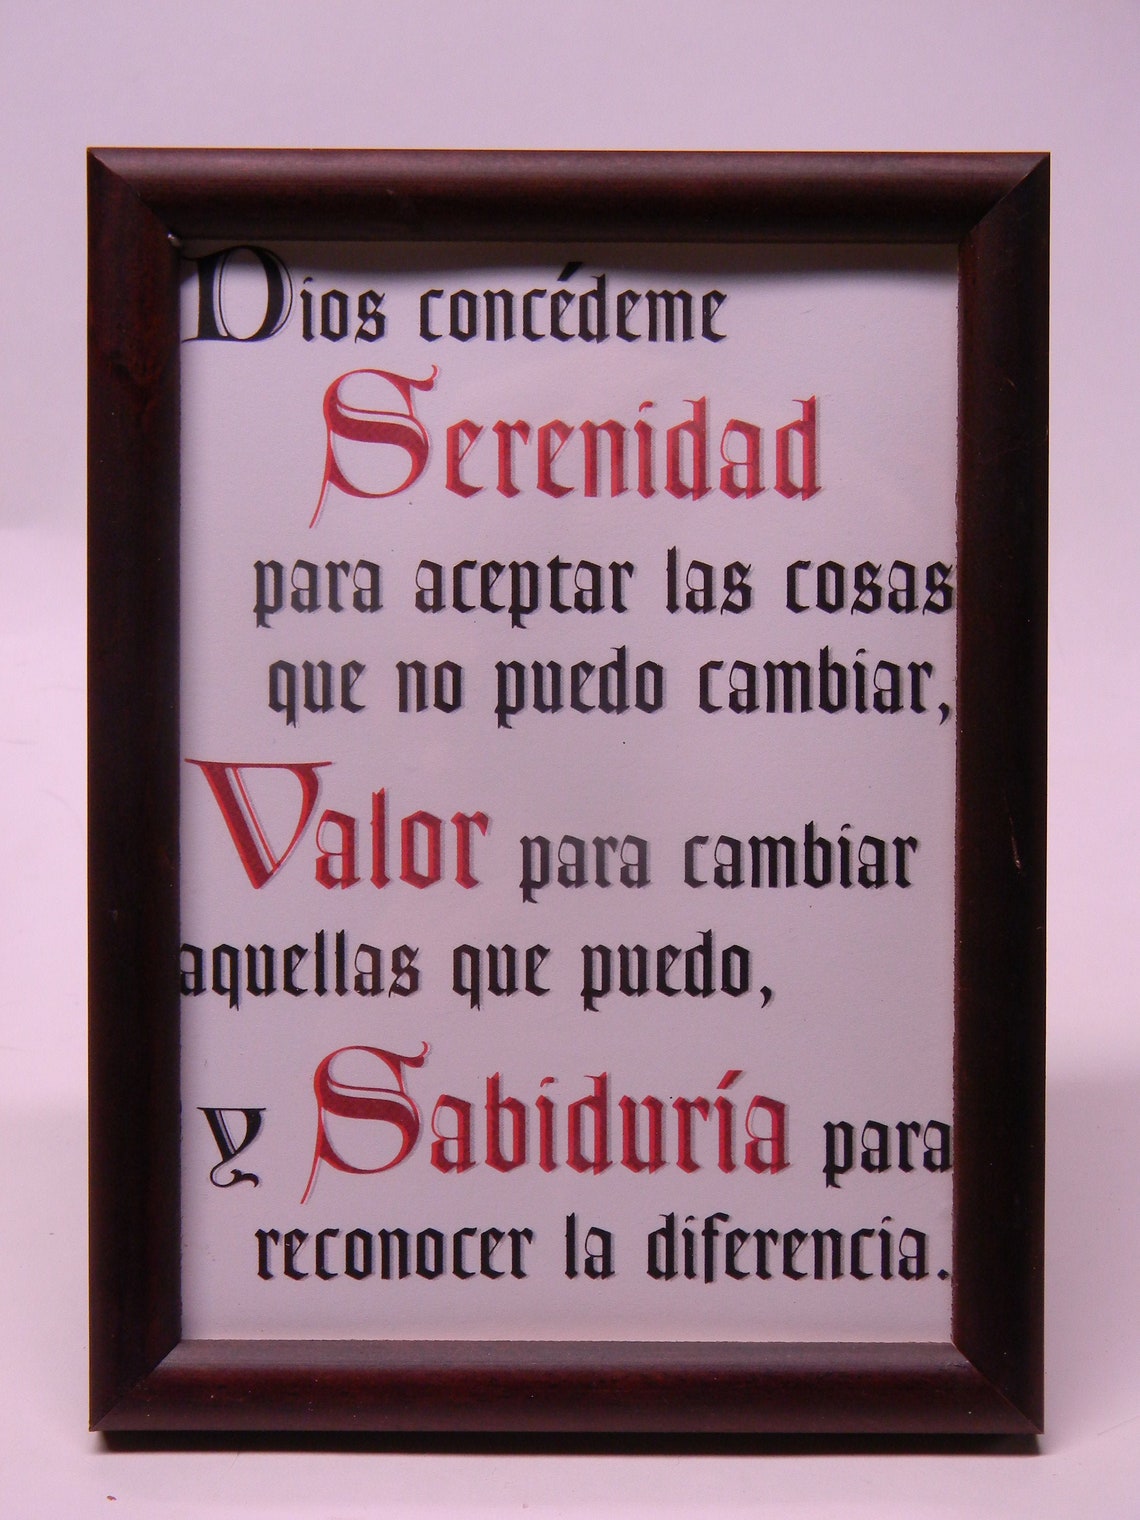 Dios concédeme
Serenidad
para aceptar las cosas
que no puedo cambiar,
Valor para cambiar
aquellas que puedo,
y Sabiduría para
reconocer la diferencia.